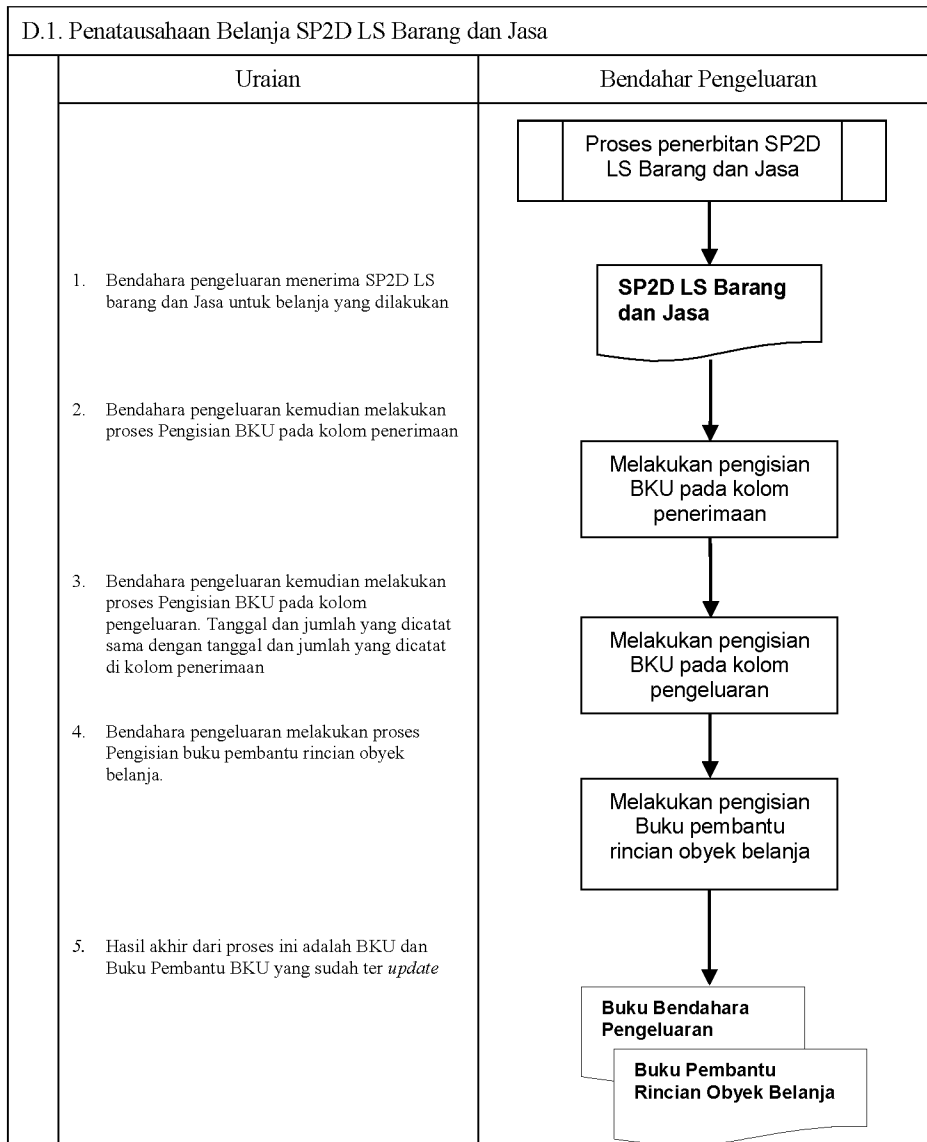 D.1. Penatausahaan Belanja SP2D LS Barang dan Jasa
Uraian
Bendahar Pengeluaran
Proses penerbitan SP2D
LS Barang dan Jasa
1. Bendahara pengeluaran menerima SP2D LS
barang dan Jasa untuk belanja yang dilakukan
SP2D LS Barang
dan Jasa
2. Bendahara pengeluaran kemudian melakukan
proses Pengisian BKU pada kolom penerimaan
Melakukan pengisian
BKU pada kolom
penerimaan
3. Bendahara pengeluaran kemudian melakukan
proses Pengisian BKU pada kolom
pengeluaran. Tanggal dan jumlah yang dicatat
sama dengan tanggal dan jumlah yang dicatat
di kolom penerimaan
Melakukan pengisian
BKU pada kolom
pengeluaran
4. Bendahara pengeluaran melakukan proses
Pengisian buku pembantu rincian obyek
belanja.
Melakukan pengisian
Buku pembantu
rincian obyek belanja
5. Hasil akhir dari proses ini adalah BKU dan
Buku Pembantu BKU yang sudah ter update
Buku Bendahara
Pengeluaran
Buku Pembantu
Rincian Obyek Belanja